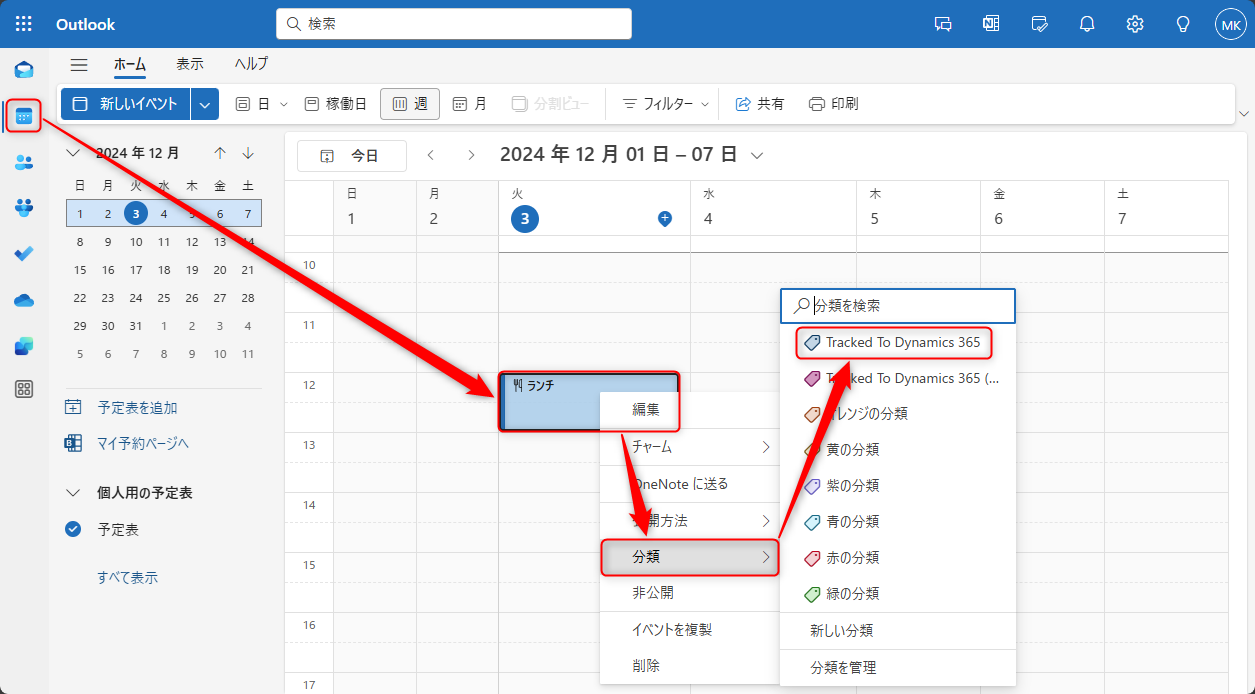 Outlook
検索
MK
ホーム 表示 ヘルプ
新しいイベント 日 稼働日 週 月 分割ビュー フィルター 共有 印刷
2024 年 12 月
日 月 火 水 木 金 土
1 2 3 4 5 6 7
8 9 10 11 12 13 14
15 16 17 18 19 20 21
22 23 24 25 26 27 28
29 30 31 1 2 3 4
5 6 7 8 9 10 11
予定表を追加
マイ予約ページへ
個人用の予定表
予定表
すべて表示
今日 2024 年 12 月 01 日 – 07 日
日 月 火 水 木 金 土
1 2 3 4 5 6 7
10
11
12
13
14
15
16
17
ランチ
編集
チャーム
OneNote に送る
公開方法
分類
非公開
イベントを複製
削除
分類を検索
Tracked To Dynamics 365
Tracked To Dynamics 365 (...
オレンジの分類
黄の分類
紫の分類
青の分類
赤の分類
緑の分類
新しい分類
分類を管理